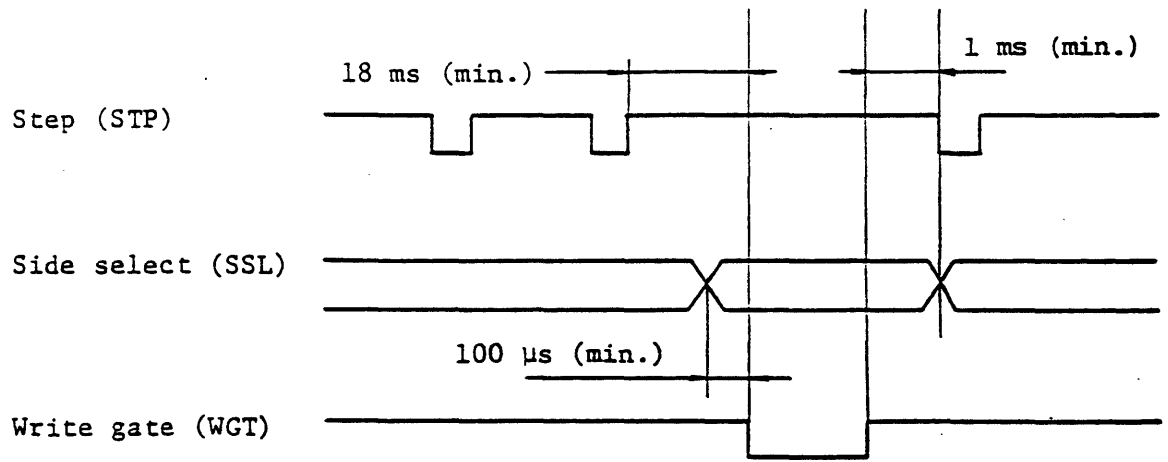 1 ms (min.)
18 ms (min.)
Step (STP)
Side select (SSL)
100 µs (min.)
Write gate (WGT)